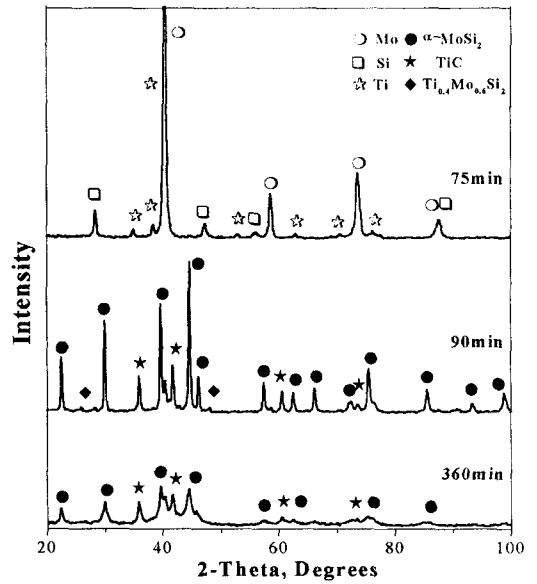 Mo α-MoSi₂
Si TiC
Ti Ti₀.₄Mo₀.₆Si₂
75min
90min
360min
Intensity
20 40 60 80 100
2-Theta, Degrees